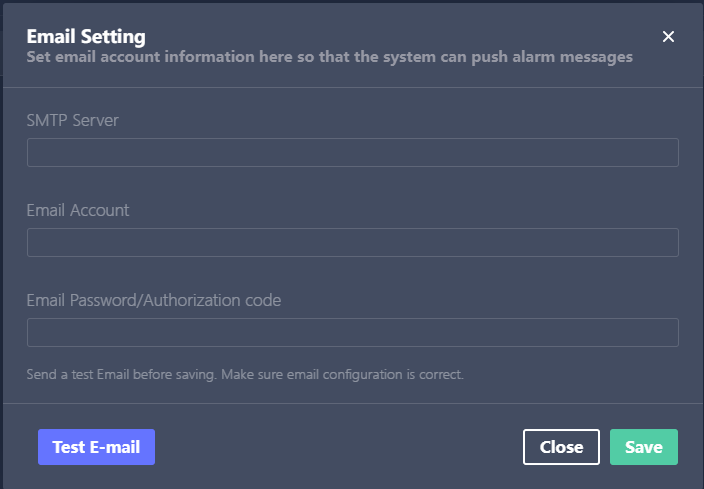 Email Setting
Set email account information here so that the system can push alarm messages
SMTP Server
Email Account
Email Password/Authorization code
Send a test Email before saving. Make sure email configuration is correct.
Test E-mail
Close
Save